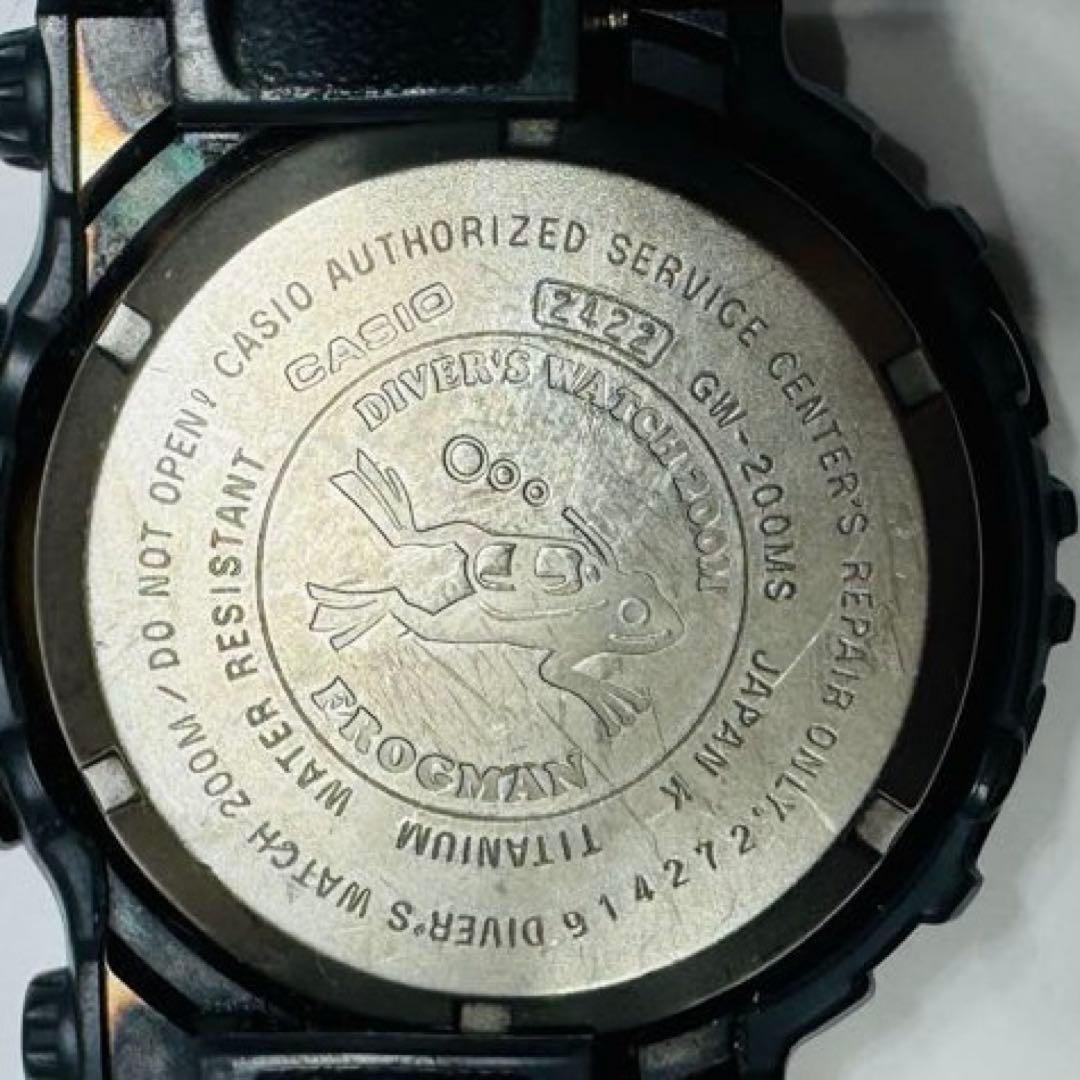 DIVER'S WATCH 200M/DO NOT OPEN! CASIO AUTHORIZED SERVICE CENTER'S REPAIR ONLY, 914272
CASIO
2422
GW-200MS JAPAN K
TITANIUM
WATER RESISTANT
DIVER'S WATCH 200M
FROGMAN